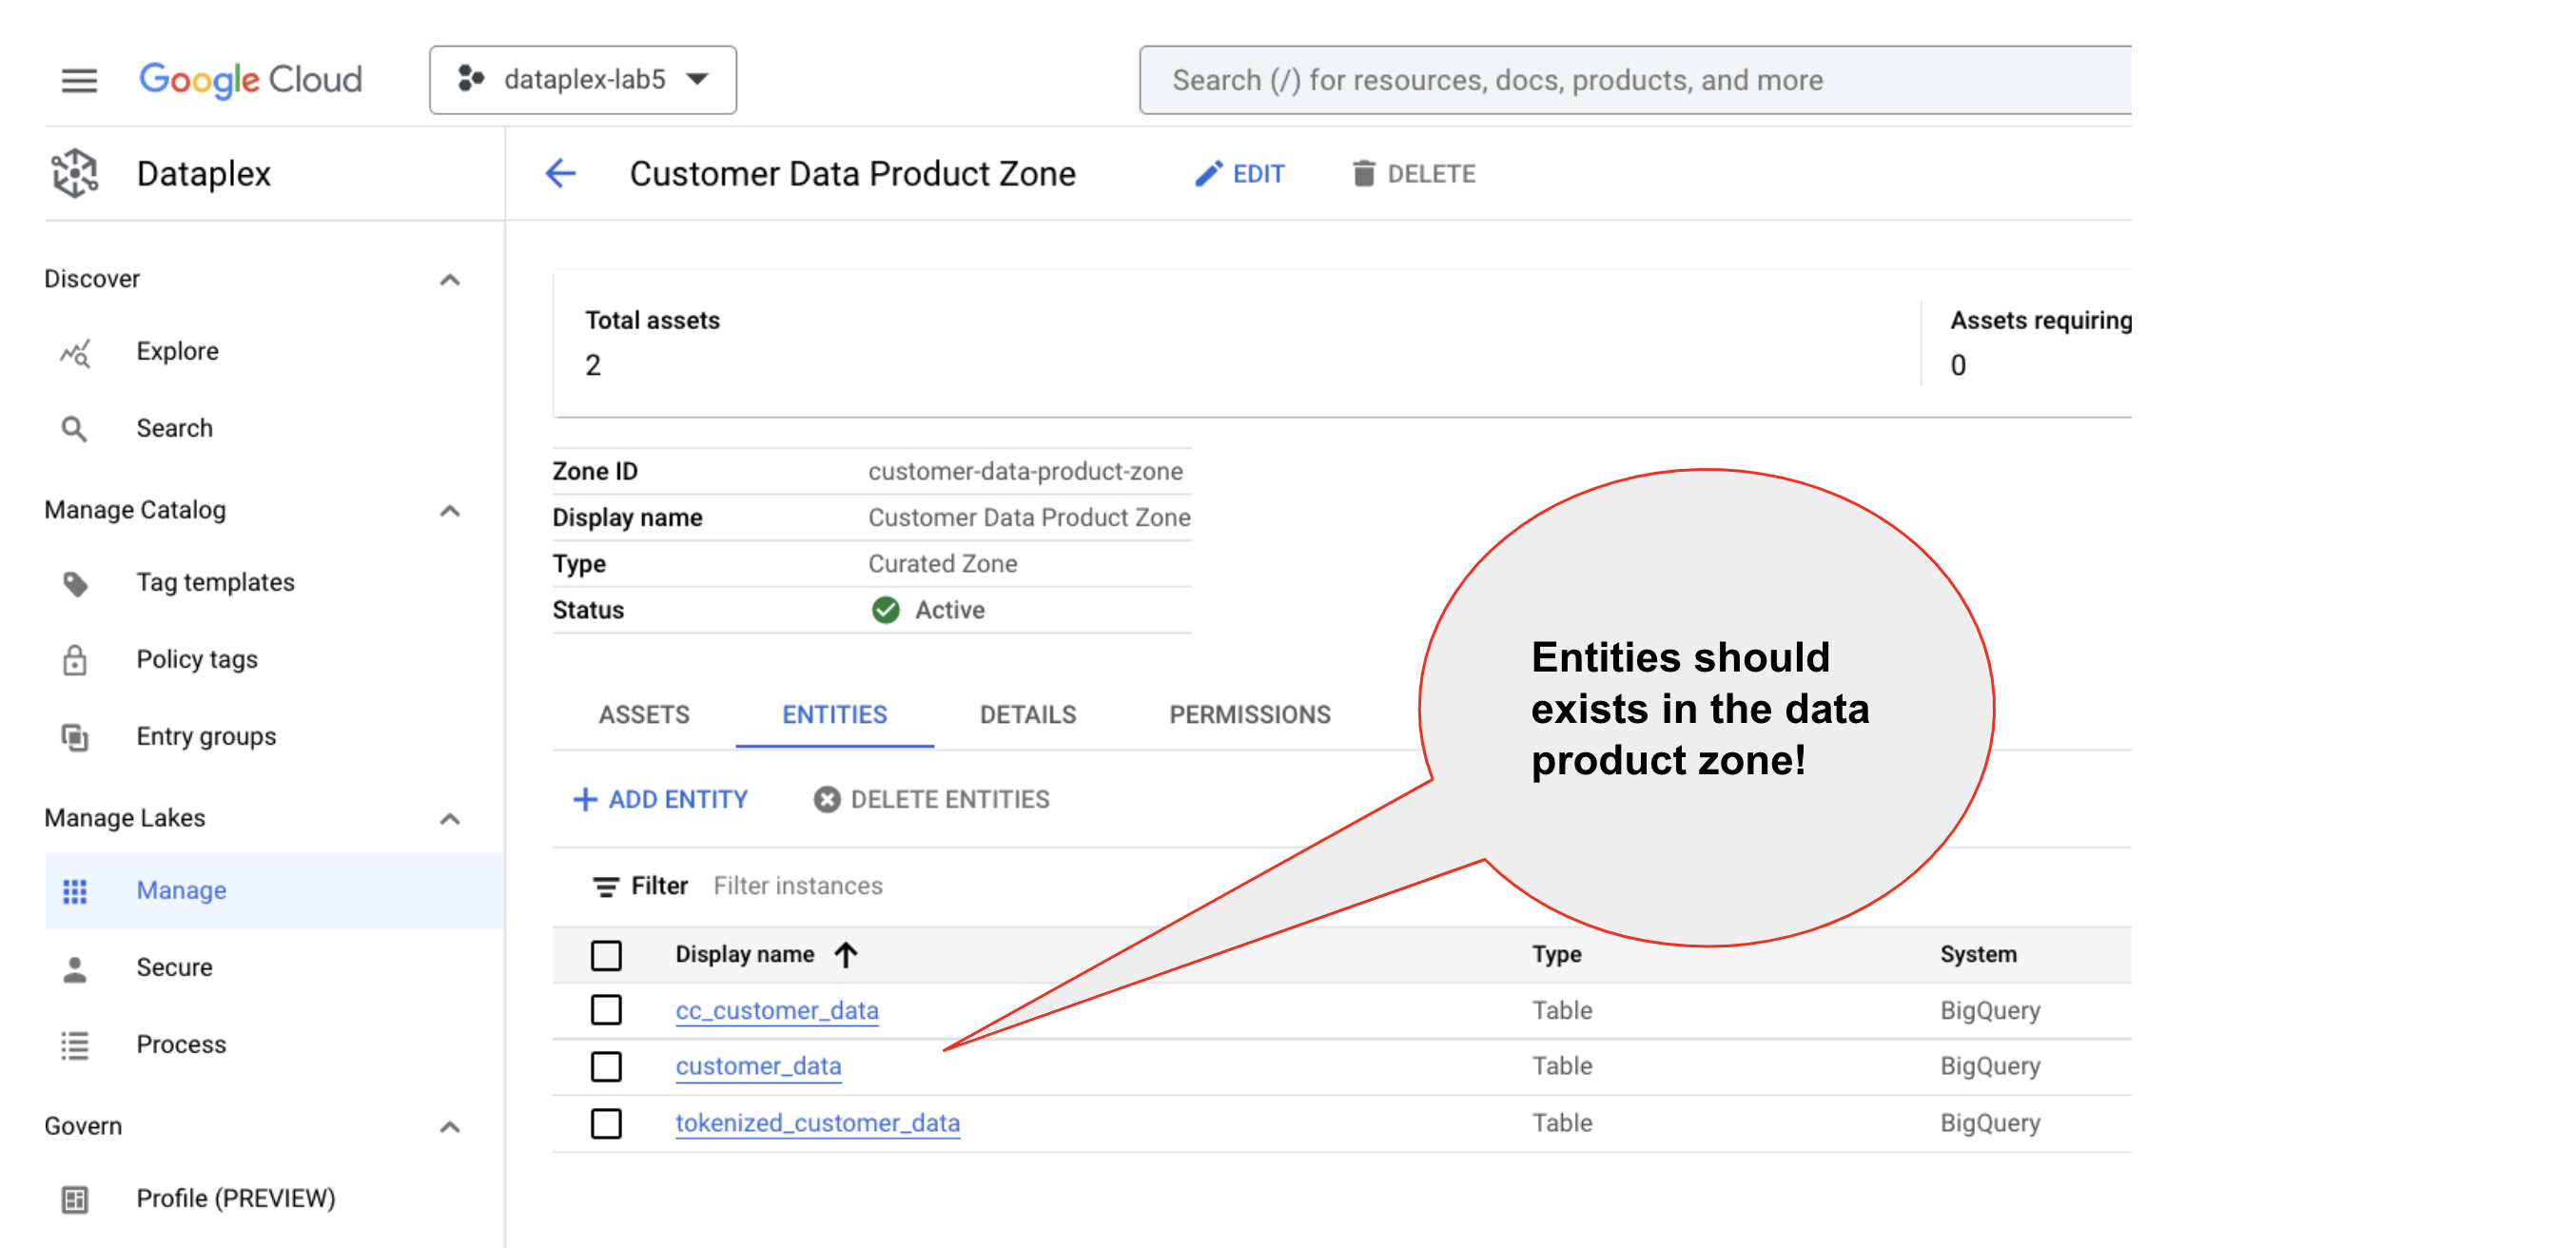 Google Cloud
dataplex-lab5
Search (/) for resources, docs, products, and more
Dataplex
Customer Data Product Zone
EDIT
DELETE
Discover
Explore
Search
Manage Catalog
Tag templates
Policy tags
Entry groups
Manage Lakes
Manage
Secure
Process
Govern
Profile (PREVIEW)
Total assets
2
Assets requiring
0
Zone ID customer-data-product-zone
Display name Customer Data Product Zone
Type Curated Zone
Status Active
ASSETS ENTITIES DETAILS PERMISSIONS
ADD ENTITY DELETE ENTITIES
Filter Filter instances
Display name Type System
cc_customer_data Table BigQuery
customer_data Table BigQuery
tokenized_customer_data Table BigQuery
Entities should
exists in the data
product zone!